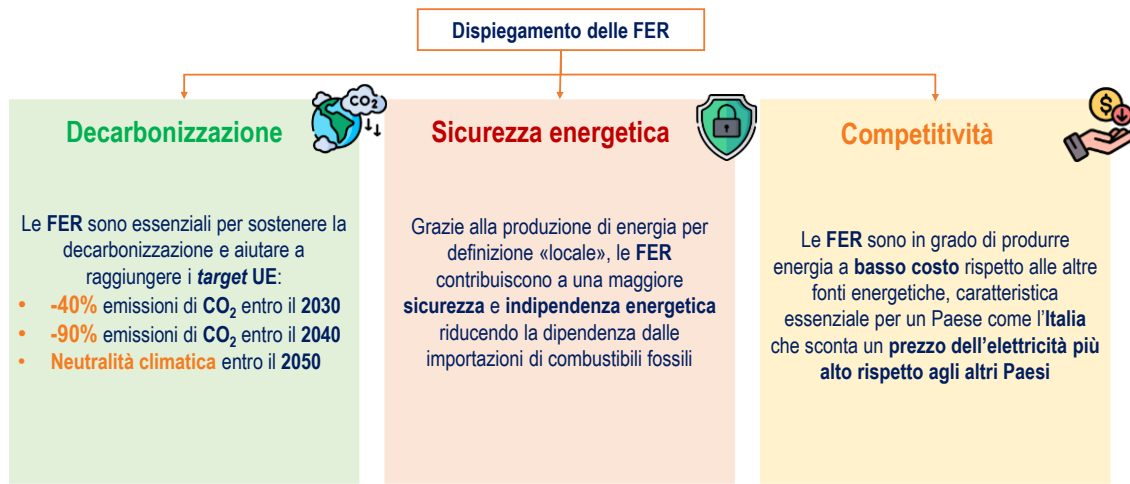 Dispiegamento delle FER
Decarbonizzazione
CO2
Le FER sono essenziali per sostenere la
decarbonizzazione e aiutare a
raggiungere i target UE:
• -40% emissioni di CO2 entro il 2030
• -90% emissioni di CO2 entro il 2040
• Neutralità climatica entro il 2050
Sicurezza energetica
Grazie alla produzione di energia per
definizione «locale», le FER
contribuiscono a una maggiore
sicurezza e indipendenza energetica
riducendo la dipendenza dalle
importazioni di combustibili fossili
Competitività
$
Le FER sono in grado di produrre
energia a basso costo rispetto alle altre
fonti energetiche, caratteristica
essenziale per un Paese come l’Italia
che sconta un prezzo dell’elettricità più
alto rispetto agli altri Paesi